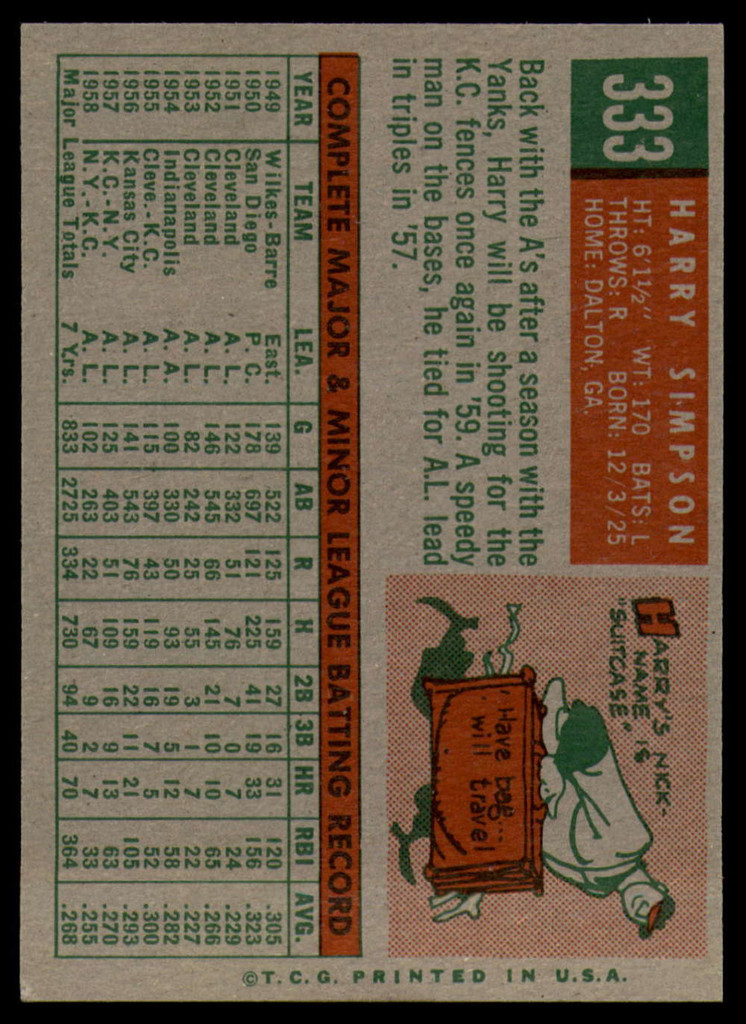 333
HARRY SIMPSON
HT: 6'1½" WT: 170 BATS: L
THROWS: R BORN: 12/3/25
HOME: DALTON, GA.
Back with the A's after a season with the
Yanks, Harry will be shooting for the
K.C. fences once again in '59. A speedy
man on the bases, he tied for A.L. lead
in triples in '57.
HARRY'S NICK-
NAME IS
"SUITCASE"
"Have bag...
will travel
COMPLETE MAJOR & MINOR LEAGUE BATTING RECORD
YEAR TEAM LEA. G AB R H 2B 3B HR RBI AVG.
1949 Wilkes-Barre East. 139 522 125 159 27 16 31 120 .305
1950 San Diego P. C. 178 697 121 225 41 19 33 156 .323
1951 Cleveland A. L. 122 332 51 76 7 0 7 24 .229
1952 Cleveland A. L. 146 545 66 145 21 10 10 65 .266
1953 Cleveland A. L. 82 242 25 55 3 1 7 22 .227
1954 Indianapolis A. A. 100 330 50 93 19 5 12 58 .282
1955 Cleve.-K.C. A. L. 115 397 43 119 16 7 5 52 .300
1956 Kansas City A. L. 141 543 76 159 22 11 21 105 .293
1957 K.C.-N.Y. A. L. 125 403 51 109 16 9 13 63 .270
1958 N.Y.-K.C. A. L. 102 263 22 67 9 2 7 33 .255
Major League Totals 7 Yrs. 833 2725 334 730 94 40 70 364 .268
©T.C.G. PRINTED IN U.S.A.